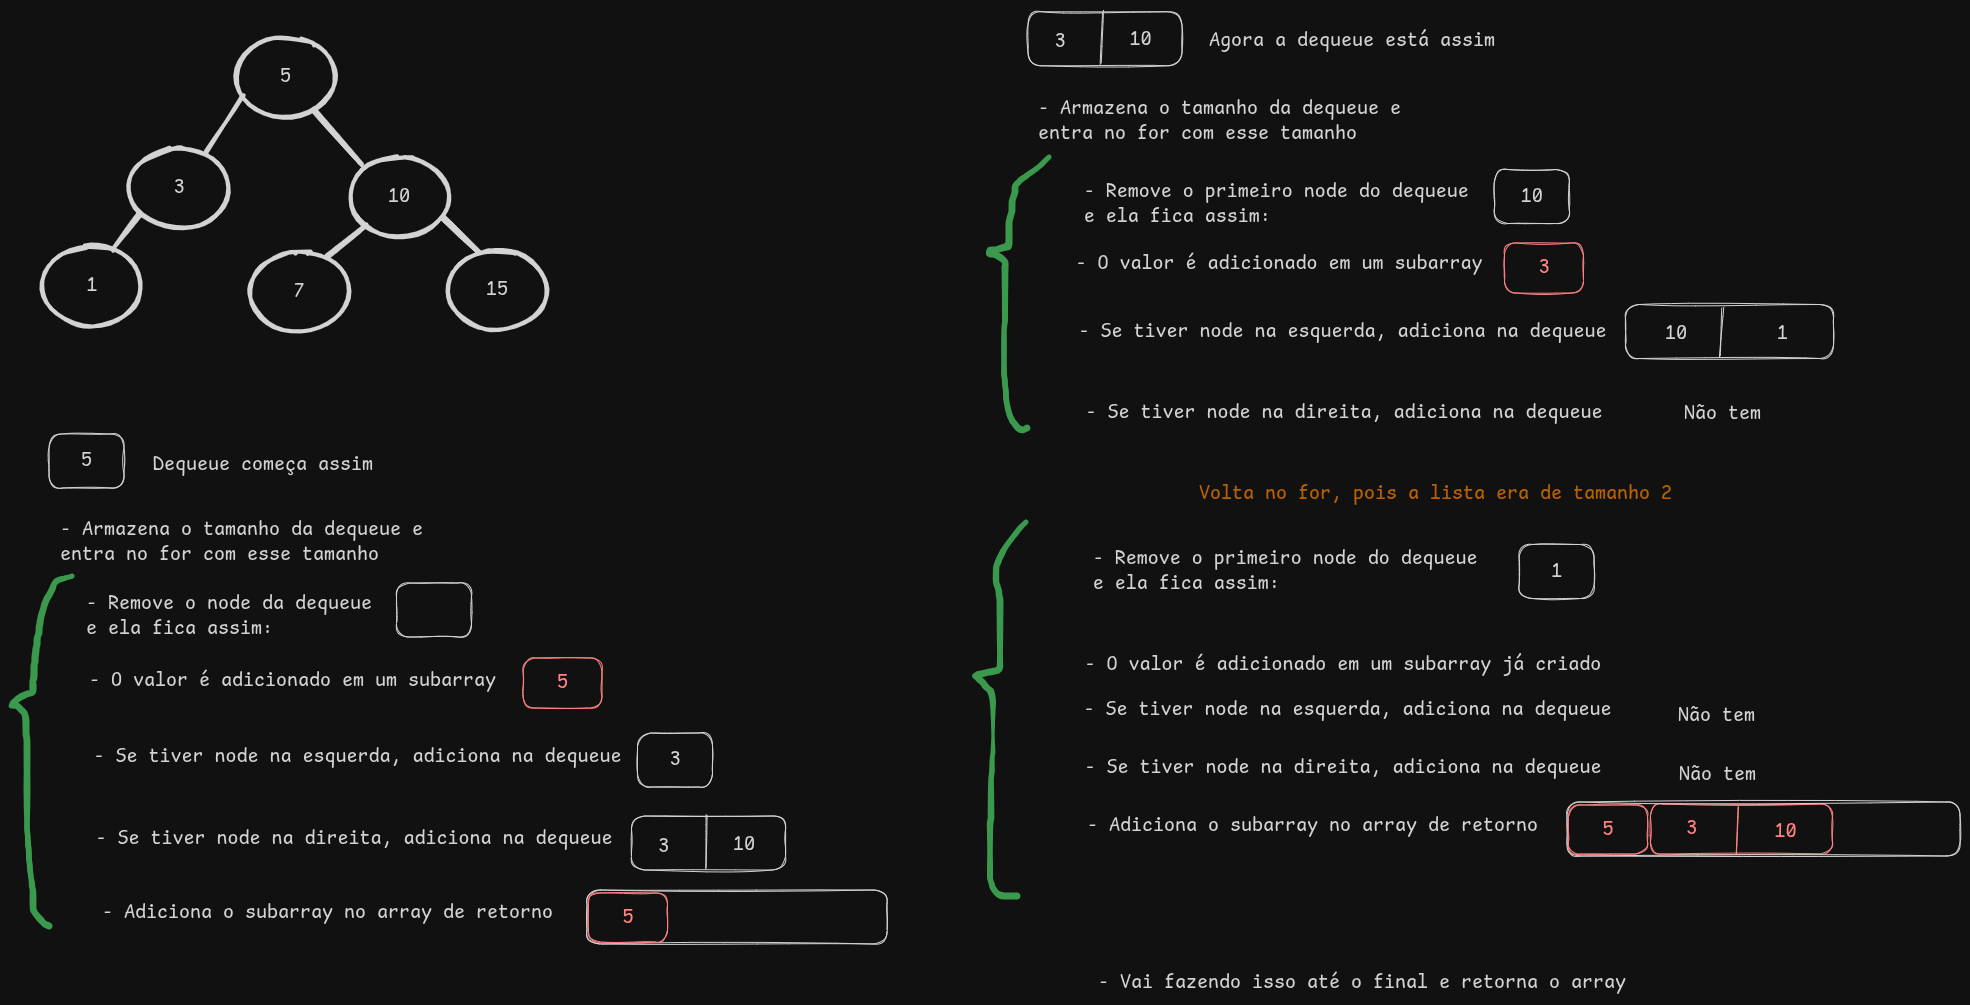 5
3
10
1
7
15
5
Dequeue começa assim
- Armazena o tamanho da dequeue e
entra no for com esse tamanho
- Remove o node da dequeue
e ela fica assim:
- O valor é adicionado em um subarray
5
- Se tiver node na esquerda, adiciona na dequeue
3
- Se tiver node na direita, adiciona na dequeue
3 10
- Adiciona o subarray no array de retorno
5
3 10
Agora a dequeue está assim
- Armazena o tamanho da dequeue e
entra no for com esse tamanho
- Remove o primeiro node do dequeue
e ela fica assim:
10
- O valor é adicionado em um subarray
3
- Se tiver node na esquerda, adiciona na dequeue
10 1
- Se tiver node na direita, adiciona na dequeue
Não tem
Volta no for, pois a lista era de tamanho 2
- Remove o primeiro node do dequeue
e ela fica assim:
1
- O valor é adicionado em um subarray já criado
- Se tiver node na esquerda, adiciona na dequeue
Não tem
- Se tiver node na direita, adiciona na dequeue
Não tem
- Adiciona o subarray no array de retorno
5 3 10
- Vai fazendo isso até o final e retorna o array